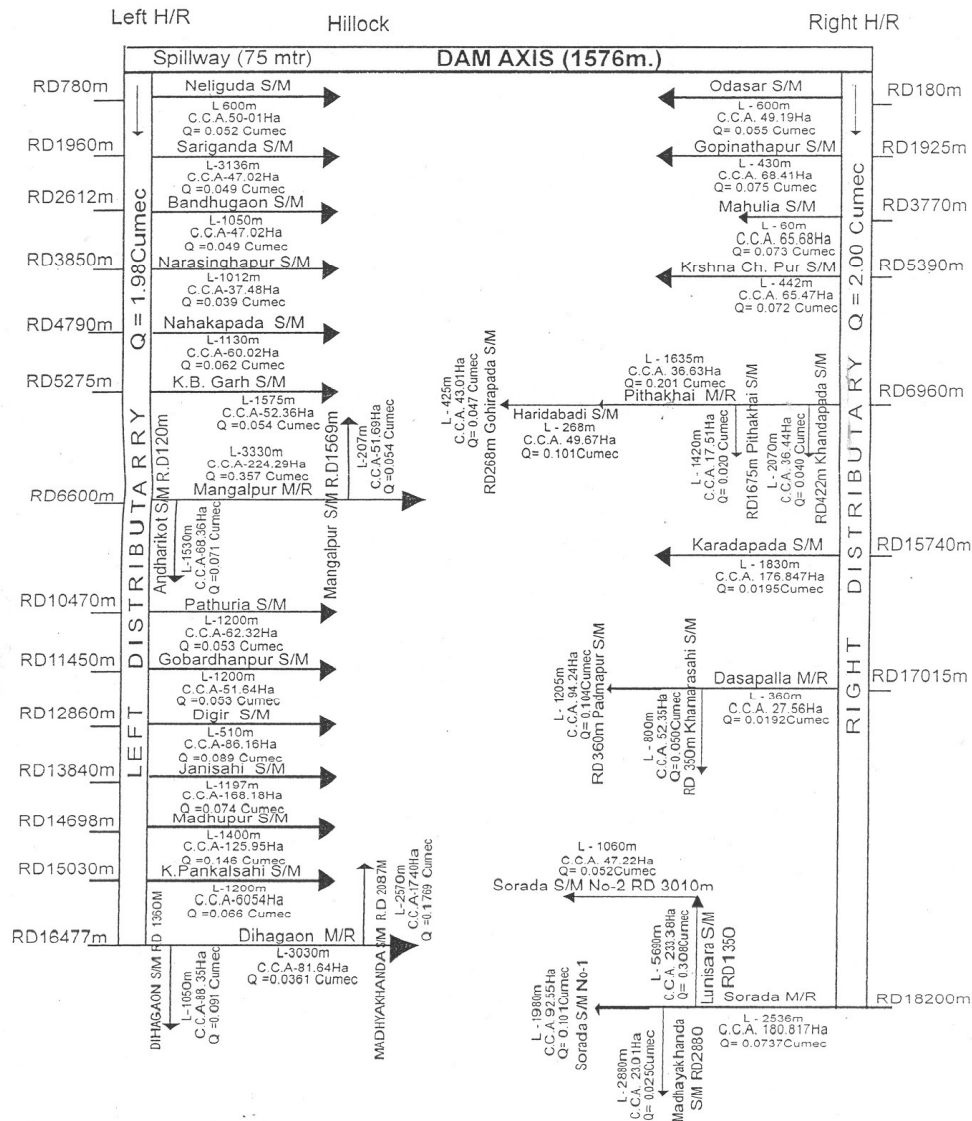 Left H/R
Hillock
Right H/R
Spillway (75 mtr)
DAM AXIS (1576m.)
LEFT DISTRIBUTARY Q = 1.98Cumec
RD780m
Neliguda S/M
L 600m
C.C.A.50-01Ha
Q= 0.052 Cumec
RD1960m
Sariganda S/M
L-3136m
C.C.A-47.02Ha
Q =0.049 Cumec
RD2612m
Bandhugaon S/M
L-1050m
C.C.A-47.02Ha
Q =0.049 Cumec
RD3850m
Narasinghapur S/M
L-1012m
C.C.A-37.48Ha
Q =0.039 Cumec
RD4790m
Nahakapada S/M
L-1130m
C.C.A-60.02Ha
Q =0.062 Cumec
RD5275m
K.B. Garh S/M
L-1575m
C.C.A-52.36Ha
Q =0.054 Cumec
RD6600m
L-3330m
C.C.A-224.29Ha
Q =0.357 Cumec
Mangalpur M/R
Andharikot S/M R.D120m
L-1530m
C.C.A-68.36Ha
Q =0.071 Cumec
Mangalpur S/M R.D1569m
L-207m
C.C.A-51.69Ha
Q =0.054 Cumec
RD10470m
Pathuria S/M
L-1200m
C.C.A-62.32Ha
Q =0.053 Cumec
RD11450m
Gobardhanpur S/M
L-1200m
C.C.A-51.64Ha
Q =0.053 Cumec
RD12860m
Digir S/M
L-510m
C.C.A-86.16Ha
Q =0.089 Cumec
RD13840m
Janisahi S/M
L-1197m
C.C.A-168.18Ha
Q =0.074 Cumec
RD14698m
Madhupur S/M
L-1400m
C.C.A-125.95Ha
Q =0.146 Cumec
RD15030m
K.Pankalsahi S/M
L-1200m
C.C.A-6054Ha
Q =0.066 Cumec
RD16477m
Dihagaon M/R
L-3030m
C.C.A-81.64Ha
Q =0.0361 Cumec
DIHAGAON S/M RD 1360M
L-1050m
C.C.A-88.35Ha
Q =0.091 Cumec
MADHYAKHANDA S/M R.D 2087M
L-2570m
C.C.A-17.40Ha
Q =0.1769 Cumec
RIGHT DISTRIBUTARY Q = 2.00 Cumec
RD180m
Odasar S/M
L - 600m
C.C.A. 49.19Ha
Q= 0.055 Cumec
RD1925m
Gopinathapur S/M
L - 430m
C.C.A. 68.41Ha
Q= 0.075 Cumec
RD3770m
Mahulia S/M
L - 60m
C.C.A. 65.68Ha
Q= 0.073 Cumec
RD5390m
Krshna Ch. Pur S/M
L - 442m
C.C.A. 65.47Ha
Q= 0.072 Cumec
RD6960m
L - 1635m
C.C.A. 36.63Ha
Q= 0.201 Cumec
Pithakhai M/R
Haridabadi S/M
L - 268m
C.C.A. 49.67Ha
Q= 0.101Cumec
L - 425m
C.C.A. 43.01Ha
Q= 0.047 Cumec
RD268m Gohirapada S/M
L - 1420m
C.C.A. 17.51Ha
Q= 0.020 Cumec
RD1675m Pithakhai S/M
L - 2070m
C.C.A. 36.44Ha
Q= 0.040 Cumec
RD422m Khandapada S/M
RD15740m
Karadapada S/M
L - 1830m
C.C.A. 176.847Ha
Q= 0.0195Cumec
RD17015m
Dasapalla M/R
L - 360m
C.C.A. 27.56Ha
Q= 0.0192Cumec
L - 1205m
C.C.A. 94.24Ha
Q= 0.104Cumec
RD360m Padmapur S/M
L - 800m
C.C.A. 52.35Ha
Q=0.050Cumec
RD 350m Khamarasahi S/M
L - 1060m
C.C.A. 47.22Ha
Q= 0.052Cumec
Sorada S/M No-2 RD 3010m
L - 5690m
C.C.A. 233.38Ha
Q= 0.308Cumec
Lunisara S/M
RD1350
RD18200m
Sorada M/R
L - 2536m
C.C.A. 180.817Ha
Q= 0.0737Cumec
L - 1980m
C.C.A. 92.55Ha
Q= 0.101Cumec
Sorada S/M No-1
L - 2880m
C.C.A. 23.01Ha
Q= 0.025Cumec
Madhayakhanda
S/M RD2880